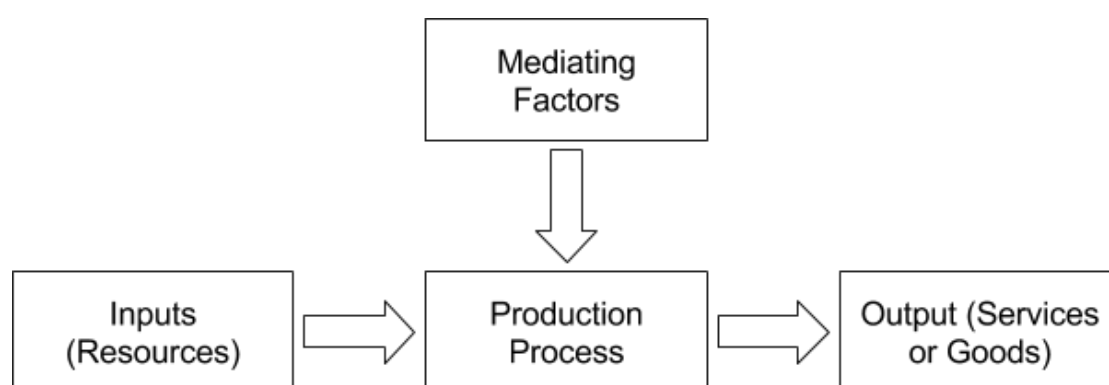 Mediating
Factors
Inputs
(Resources)
Production
Process
Output (Services
or Goods)